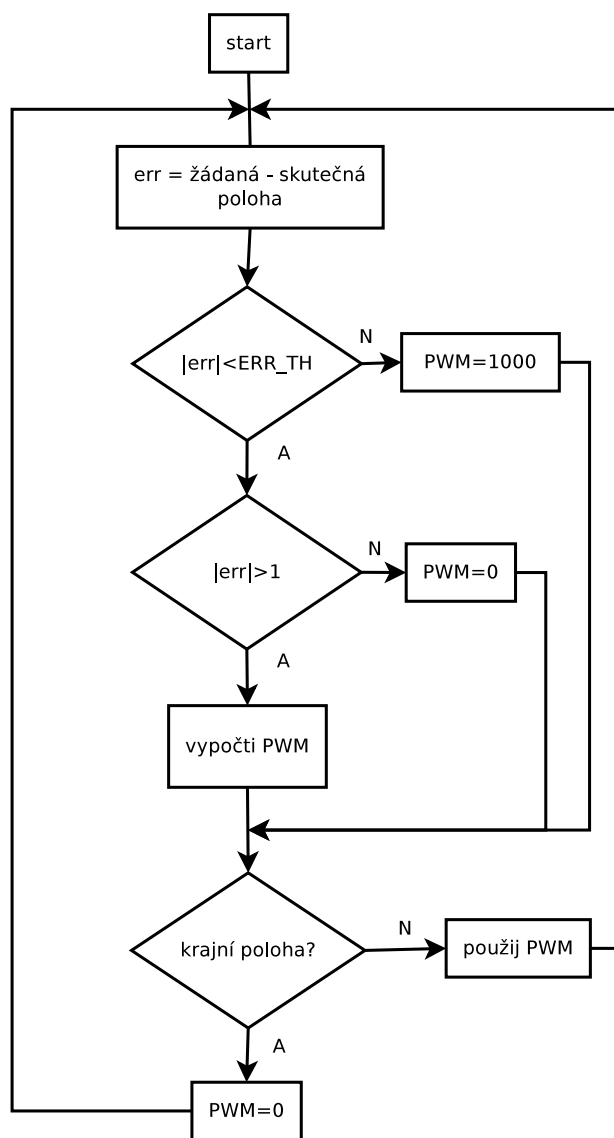 start
err = žádaná - skutečná
poloha
|err|<ERR_TH
N
PWM=1000
A
|err|>1
N
PWM=0
A
vypočti PWM
krajní poloha?
N
použij PWM
A
PWM=0